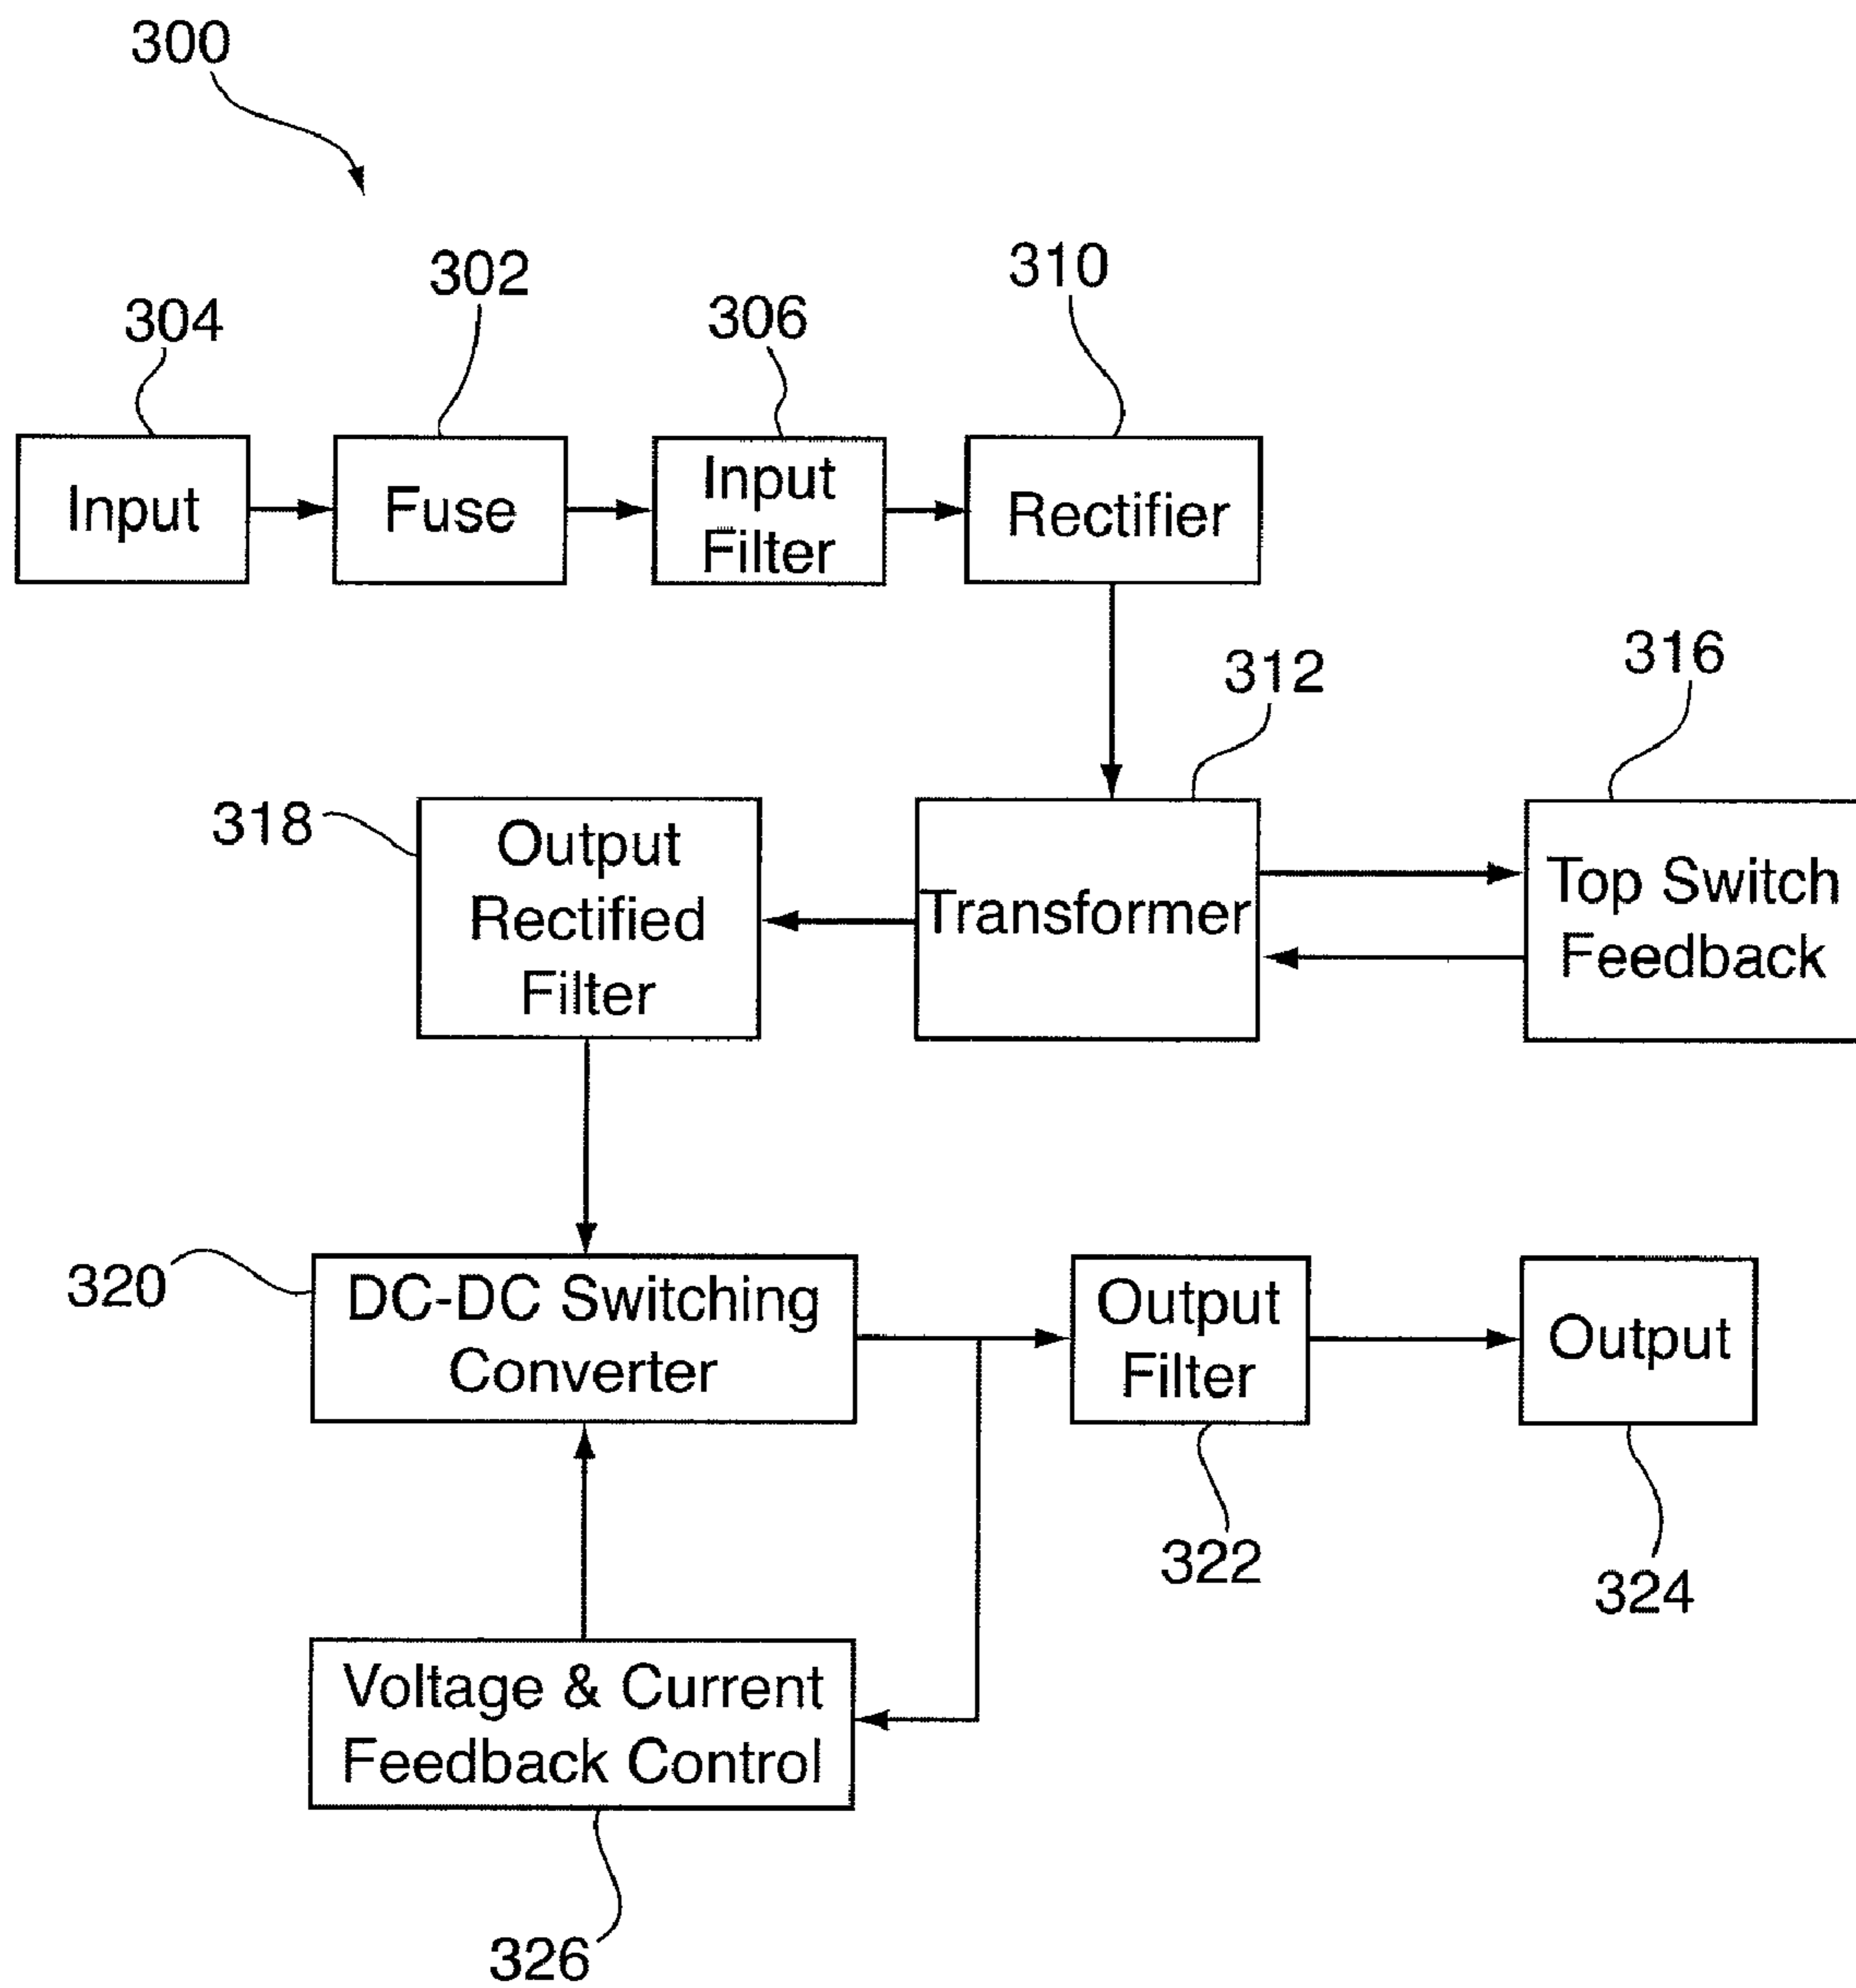 300
302
310
304
306
Input
Fuse
Input
Filter
Rectifier
312
316
318
Output
Rectified
Filter
Transformer
Top Switch
Feedback
320
DC-DC Switching
Converter
Output
Filter
Output
322
324
Voltage & Current
Feedback Control
326